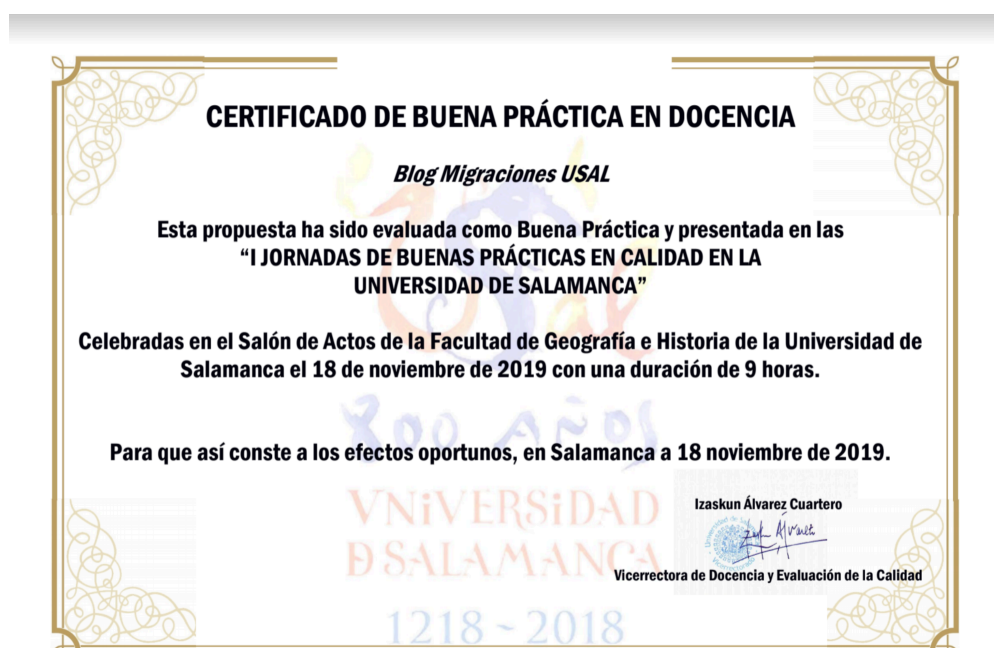 CERTIFICADO DE BUENA PRÁCTICA EN DOCENCIA
Blog Migraciones USAL
Esta propuesta ha sido evaluada como Buena Práctica y presentada en las
“I JORNADAS DE BUENAS PRÁCTICAS EN CALIDAD EN LA
UNIVERSIDAD DE SALAMANCA”
Celebradas en el Salón de Actos de la Facultad de Geografía e Historia de la Universidad de
Salamanca el 18 de noviembre de 2019 con una duración de 9 horas.
800 AÑOS
Para que así conste a los efectos oportunos, en Salamanca a 18 noviembre de 2019.
VNiVERSiDAD
Ð SALAMANCA
1218 ~ 2018
Izaskun Álvarez Cuartero
Vicerrectora de Docencia y Evaluación de la Calidad